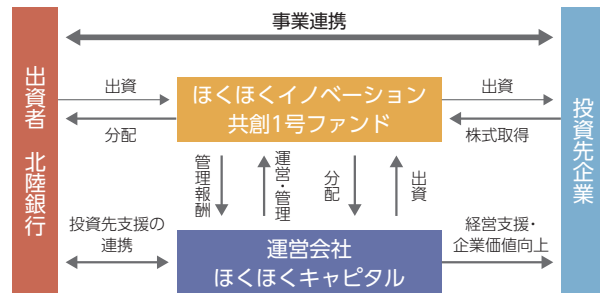 事業連携
出資者 北陸銀行
出資
分配
ほくほくイノベーション
共創1号ファンド
出資
株式取得
投資先企業
管理報酬
運営・管理
分配
出資
投資先支援の
連携
運営会社
ほくほくキャピタル
経営支援・
企業価値向上